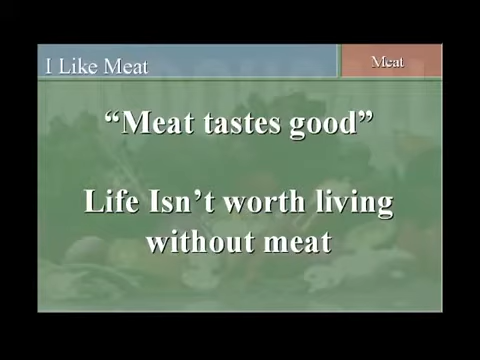 I Like Meat
Meat
“Meat tastes good”
Life Isn’t worth living
without meat